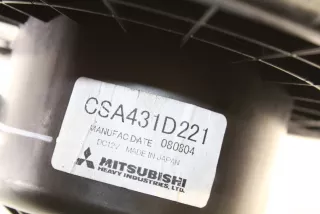 CSA431D221
MANUFAC.DATE 080804
DC12V MADE IN JAPAN
MITSUBISHI
HEAVY INDUSTRIES, LTD.